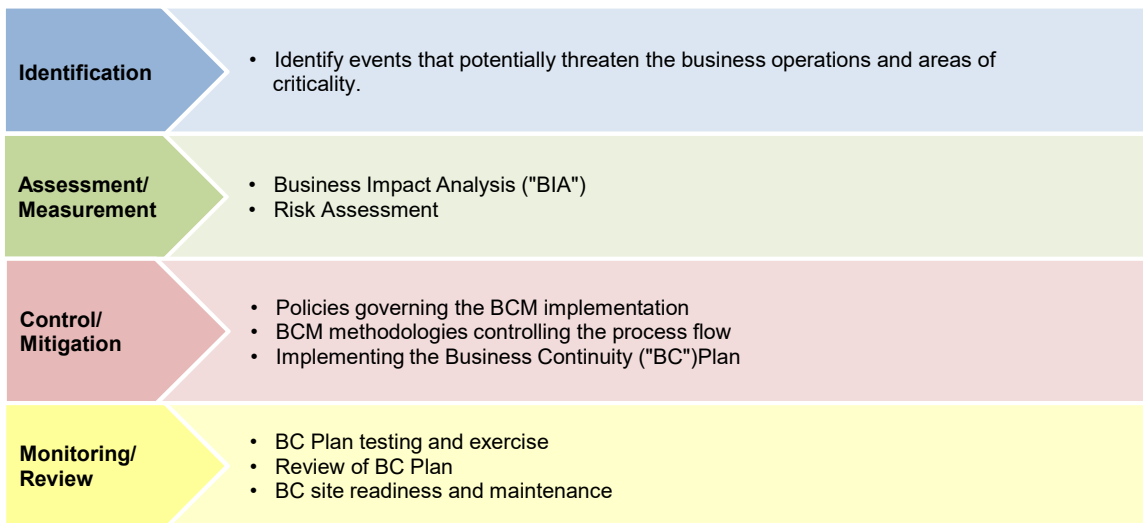 Identification
• Identify events that potentially threaten the business operations and areas of
criticality.
Assessment/
Measurement
• Business Impact Analysis ("BIA")
• Risk Assessment
Control/
Mitigation
• Policies governing the BCM implementation
• BCM methodologies controlling the process flow
• Implementing the Business Continuity ("BC")Plan
Monitoring/
Review
• BC Plan testing and exercise
• Review of BC Plan
• BC site readiness and maintenance